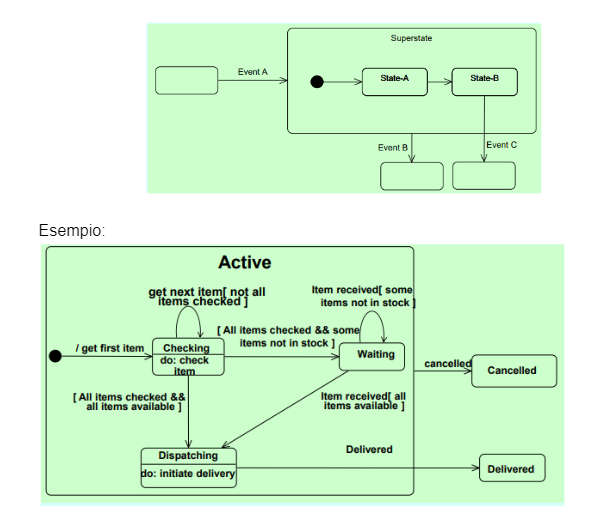 Superstate
Event A
State-A
State-B
Event B
Event C
Esempio:
Active
get next item[ not all
items checked ]
Item received[ some
items not in stock ]
/ get first item
Checking
do: check
item
[ All items checked && some
items not in stock ]
Waiting
cancelled
Cancelled
[ All items checked &&
all items available ]
Item received[ all
items available ]
Dispatching
do: initiate delivery
Delivered
Delivered